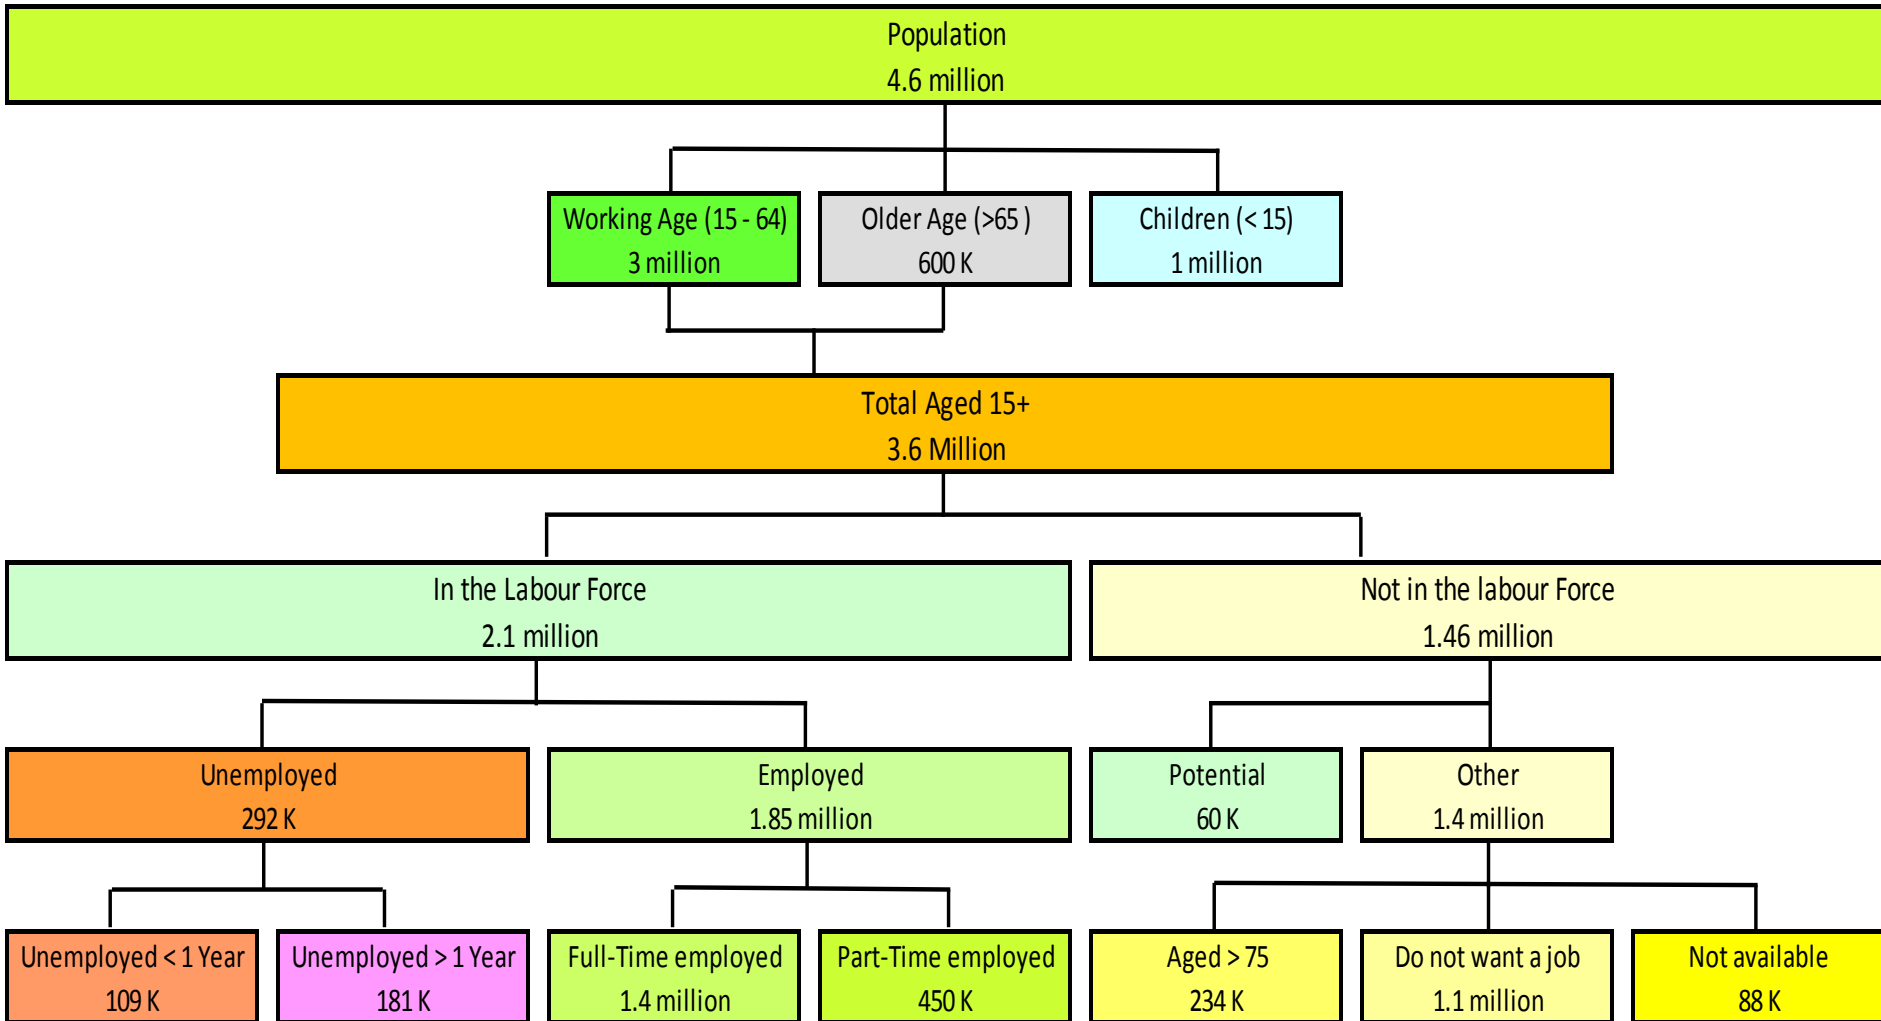 Population
4.6 million
Working Age (15 - 64)
3 million
Older Age (>65 )
600 K
Children (< 15)
1 million
Total Aged 15+
3.6 Million
In the Labour Force
2.1 million
Not in the labour Force
1.46 million
Unemployed
292 K
Employed
1.85 million
Potential
60 K
Other
1.4 million
Unemployed < 1 Year
109 K
Unemployed > 1 Year
181 K
Full-Time employed
1.4 million
Part-Time employed
450 K
Aged > 75
234 K
Do not want a job
1.1 million
Not available
88 K